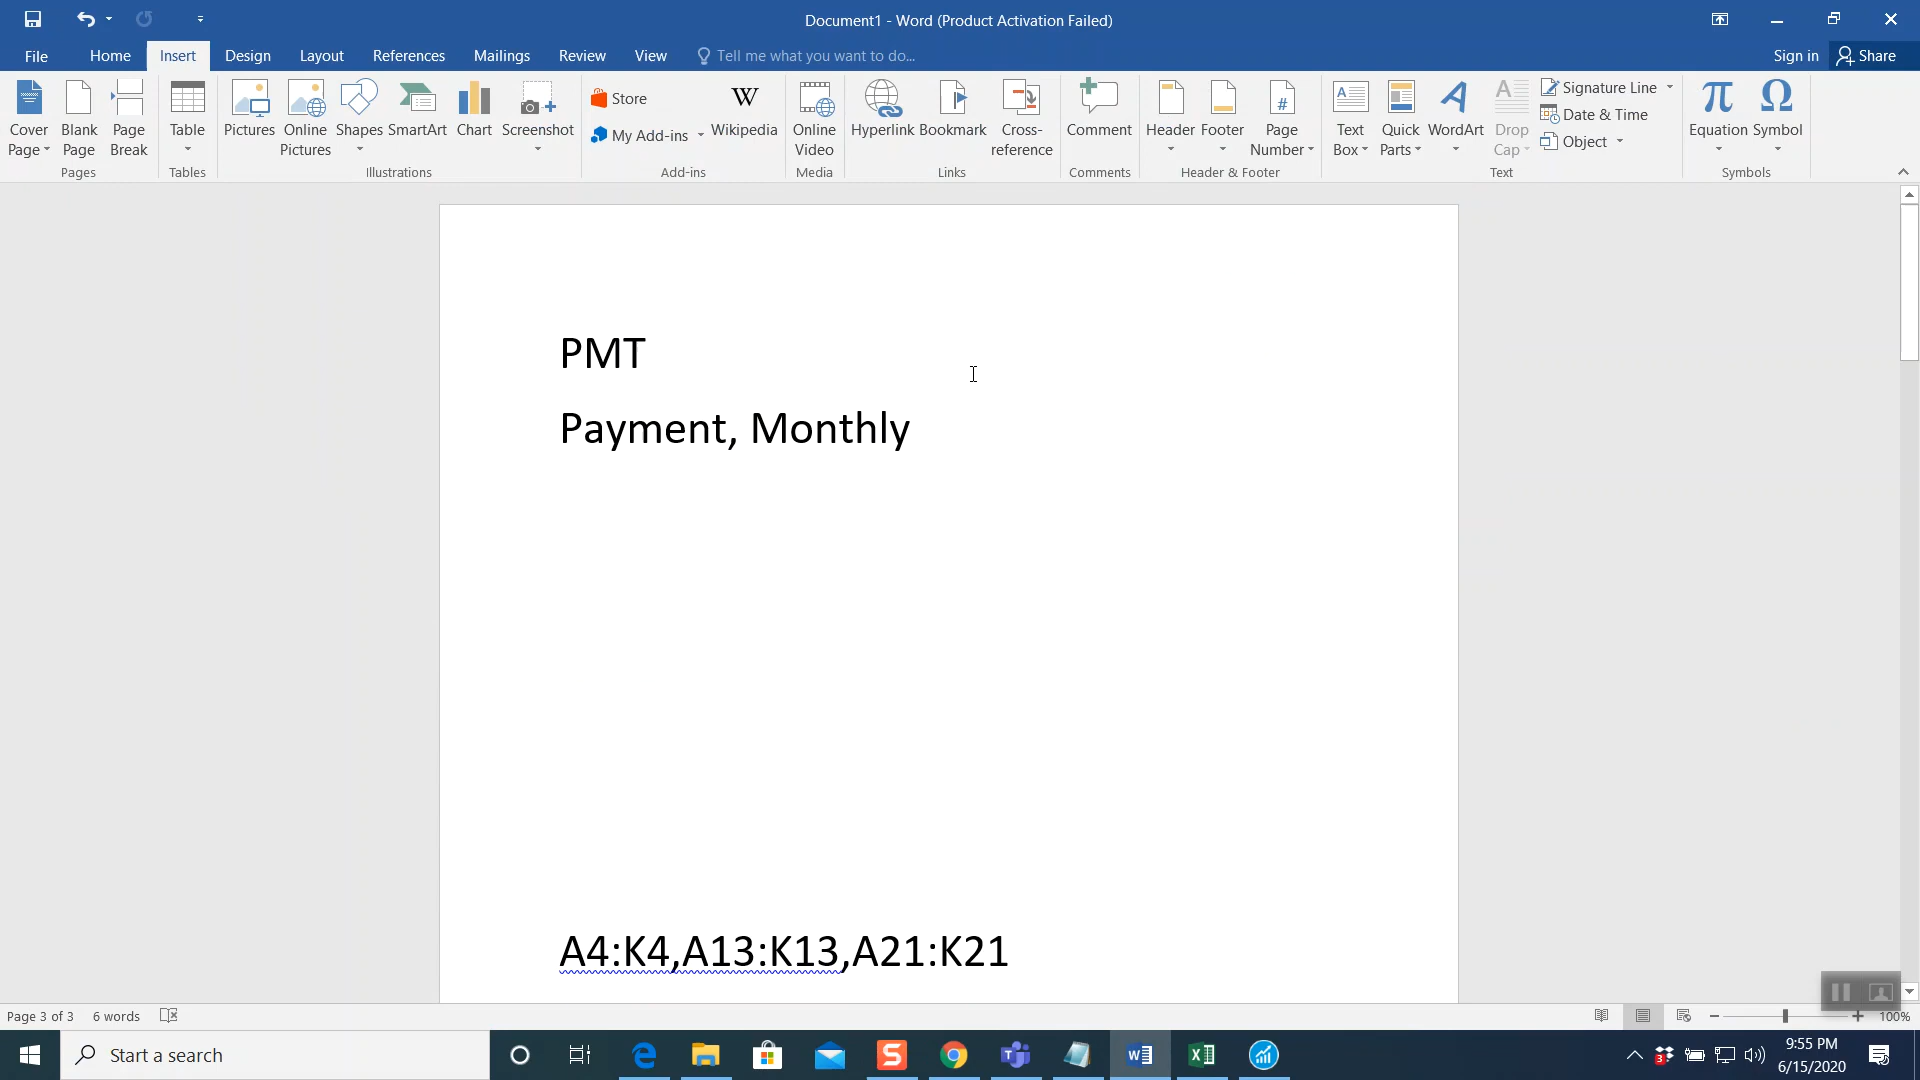 Document1 - Word (Product Activation Failed)
File Home Insert Design Layout References Mailings Review View Tell me what you want to do... Sign in Share
Cover Page
Blank Page
Page Break
Pages
Table
Tables
Pictures
Online Pictures
Shapes
SmartArt
Chart
Screenshot
Illustrations
Store
My Add-ins
W
Wikipedia
Add-ins
Online Video
Media
Hyperlink
Bookmark
Cross-reference
Links
Comment
Comments
Header
Footer
#
Page Number
Header & Footer
A
Text Box
Quick Parts
A
WordArt
A
Drop Cap
Signature Line
Date & Time
Object
Text
π
Equation
Ω
Symbol
Symbols
PMT
Payment, Monthly
A4:K4,A13:K13,A21:K21
Page 3 of 3 6 words 100%
Start a search
S
3
9:55 PM
6/15/2020